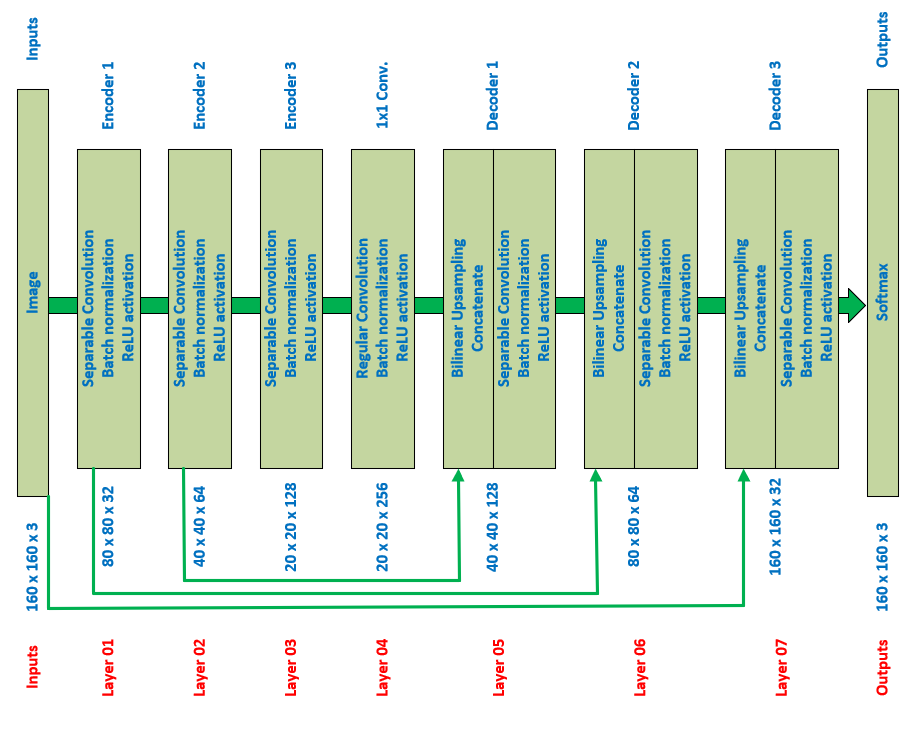 Inputs
Image
160 x 160 x 3
Inputs
Encoder 1
Separable Convolution
Batch normalization
ReLU activation
80 x 80 x 32
Layer 01
Encoder 2
Separable Convolution
Batch normalization
ReLU activation
40 x 40 x 64
Layer 02
Encoder 3
Separable Convolution
Batch normalization
ReLU activation
20 x 20 x 128
Layer 03
1x1 Conv.
Regular Convolution
Batch normalization
ReLU activation
20 x 20 x 256
Layer 04
Decoder 1
Bilinear Upsampling
Concatenate
Separable Convolution
Batch normalization
ReLU activation
40 x 40 x 128
Layer 05
Decoder 2
Bilinear Upsampling
Concatenate
Separable Convolution
Batch normalization
ReLU activation
80 x 80 x 64
Layer 06
Decoder 3
Bilinear Upsampling
Concatenate
Separable Convolution
Batch normalization
ReLU activation
160 x 160 x 32
Layer 07
Outputs
Softmax
160 x 160 x 3
Outputs